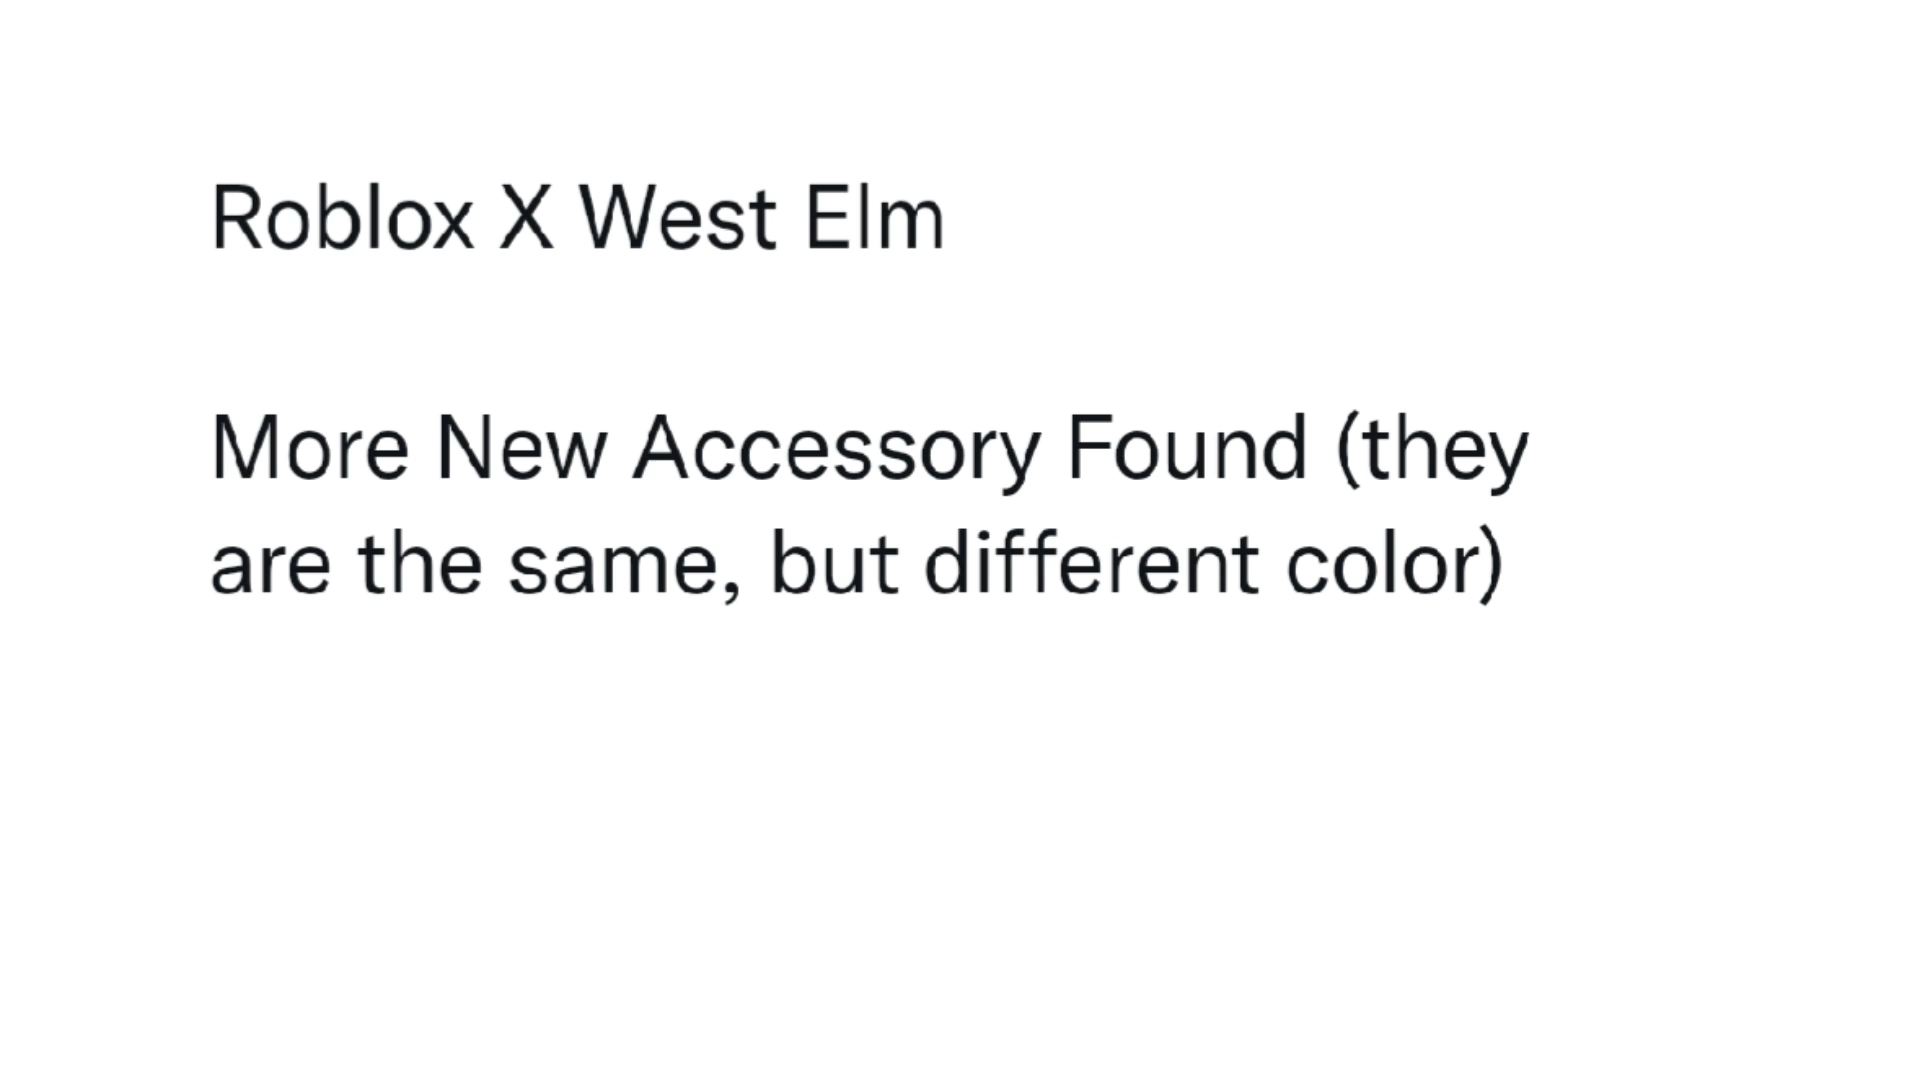 Roblox X West Elm
More New Accessory Found (they
are the same, but different color)